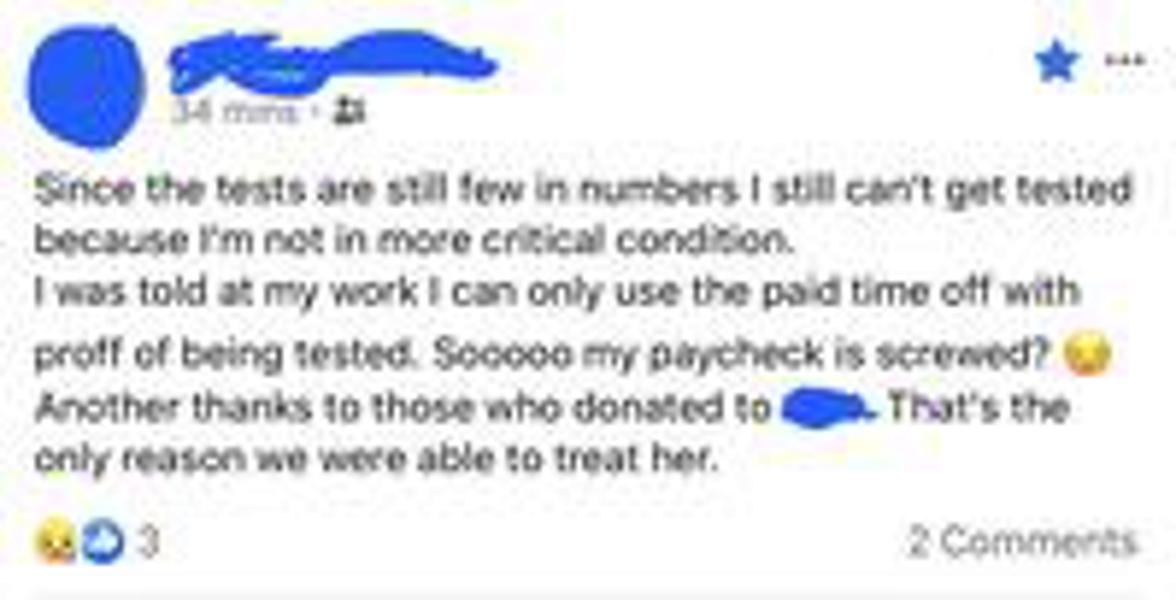 34 mins ·
Since the tests are still few in numbers I still can't get tested
because I'm not in more critical condition.
I was told at my work I can only use the paid time off with
proff of being tested. Sooooo my paycheck is screwed? 😔
Another thanks to those who donated to That's the
only reason we were able to treat her.
3
2 Comments